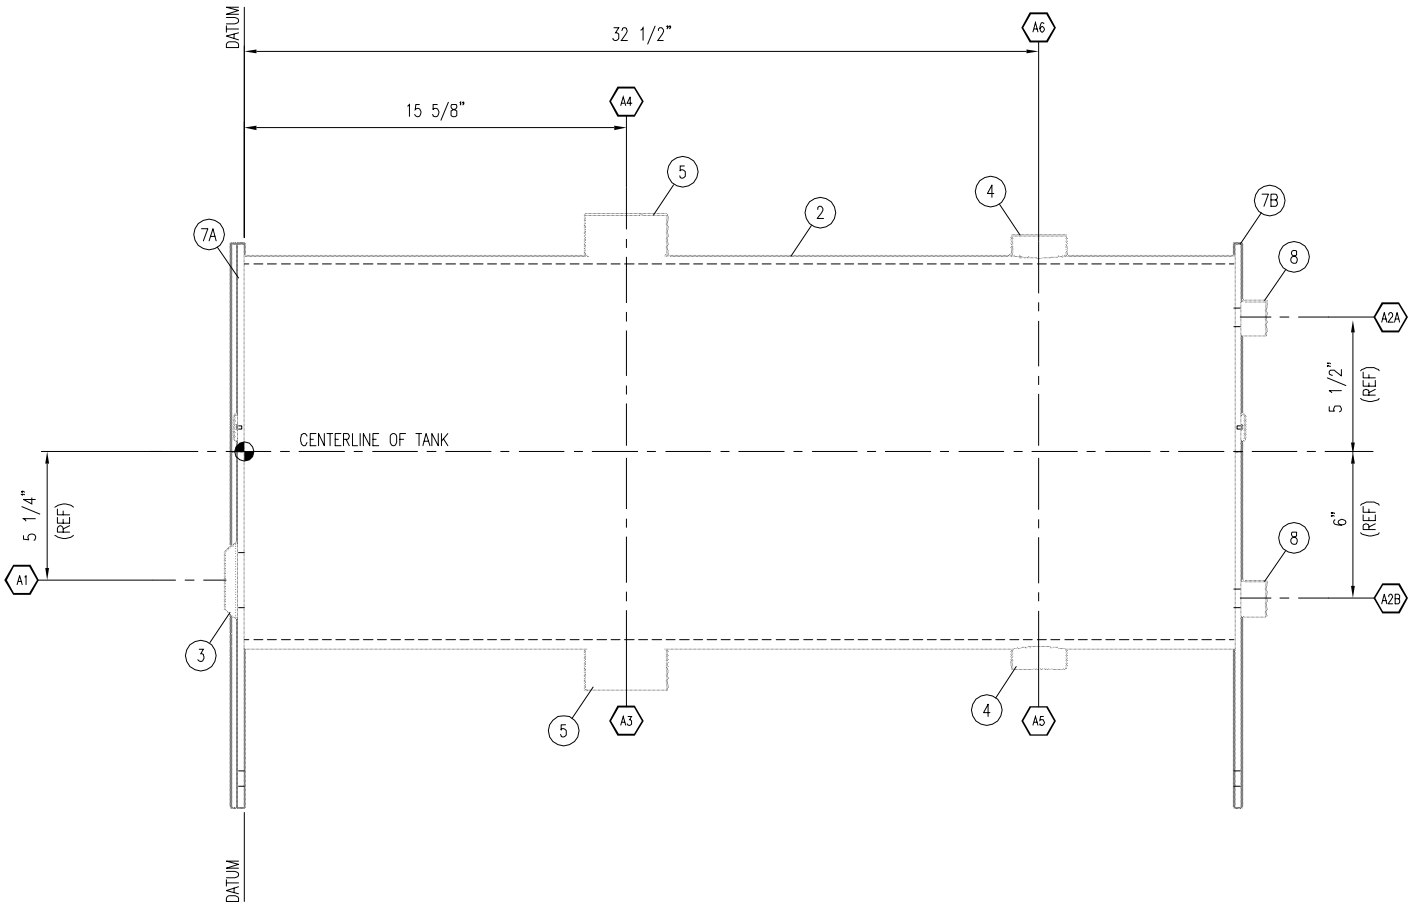 DATUM
32 1/2"
A6
15 5/8"
A4
5
2
4
7B
7A
8
A2A
5 1/2"
(REF)
CENTERLINE OF TANK
5 1/4"
(REF)
6"
(REF)
8
A1
A2B
3
5
A3
4
A5
DATUM